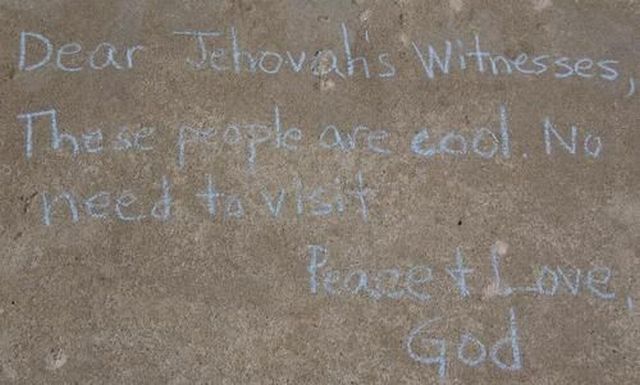 Dear Jehovah's Witnesses,
These people are cool. No
need to visit
Peace + Love,
God